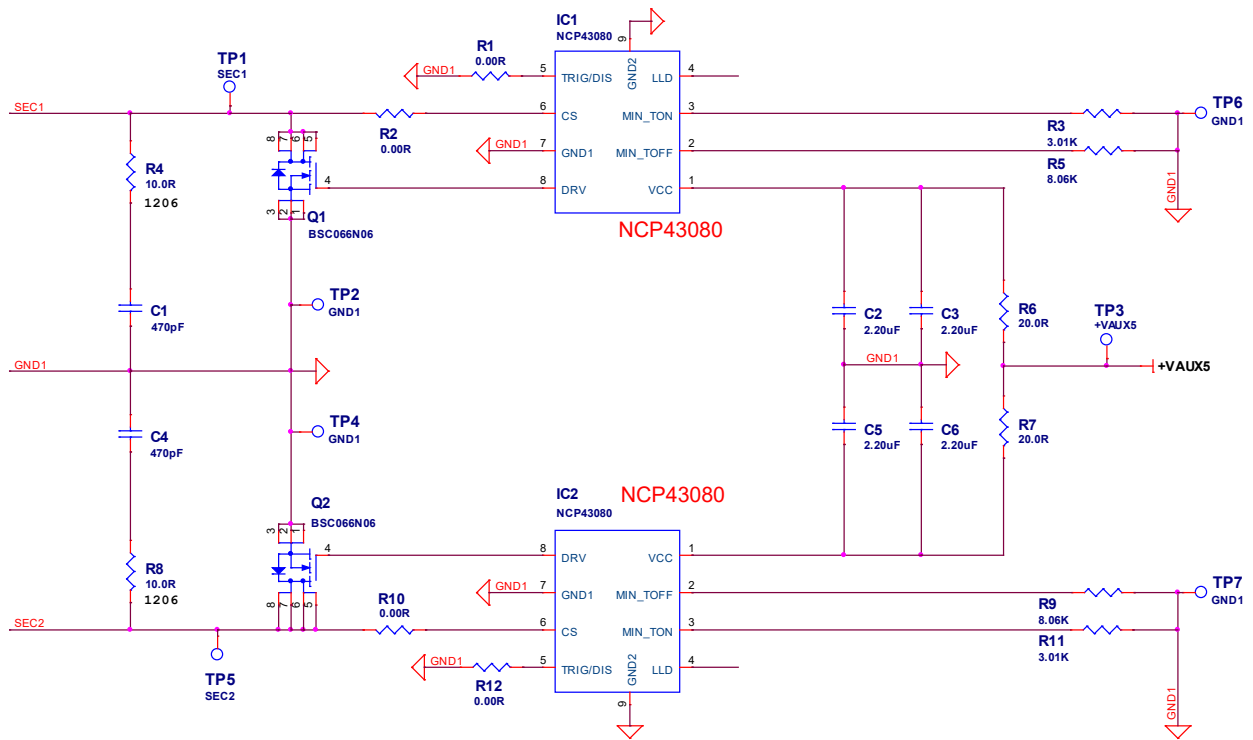 IC1
NCP43080
9
TP1
SEC1
R1
0.00R
GND1
5
TRIG/DIS
GND2
LLD
4
SEC1
R2
0.00R
6
CS
MIN_TON
3
R3
3.01K
TP6
GND1
8 7 6 5
GND1
7
GND1
MIN_TOFF
2
R5
8.06K
R4
10.0R
1206
4
8
DRV
VCC
1
GND1
3 2 1
Q1
BSC066N06
NCP43080
TP2
GND1
C1
470pF
C2
2.20uF
C3
2.20uF
R6
20.0R
TP3
+VAUX5
GND1
GND1
+VAUX5
C4
470pF
TP4
GND1
C5
2.20uF
C6
2.20uF
R7
20.0R
Q2
BSC066N06
IC2
NCP43080
NCP43080
3 2 1
4
8
DRV
VCC
1
R8
10.0R
1206
GND1
7
GND1
MIN_TOFF
2
R9
8.06K
TP7
GND1
8 7 6 5
R10
0.00R
SEC2
6
CS
MIN_TON
3
R11
3.01K
TP5
SEC2
GND1
R12
0.00R
5
TRIG/DIS
GND2
LLD
4
9
GND1